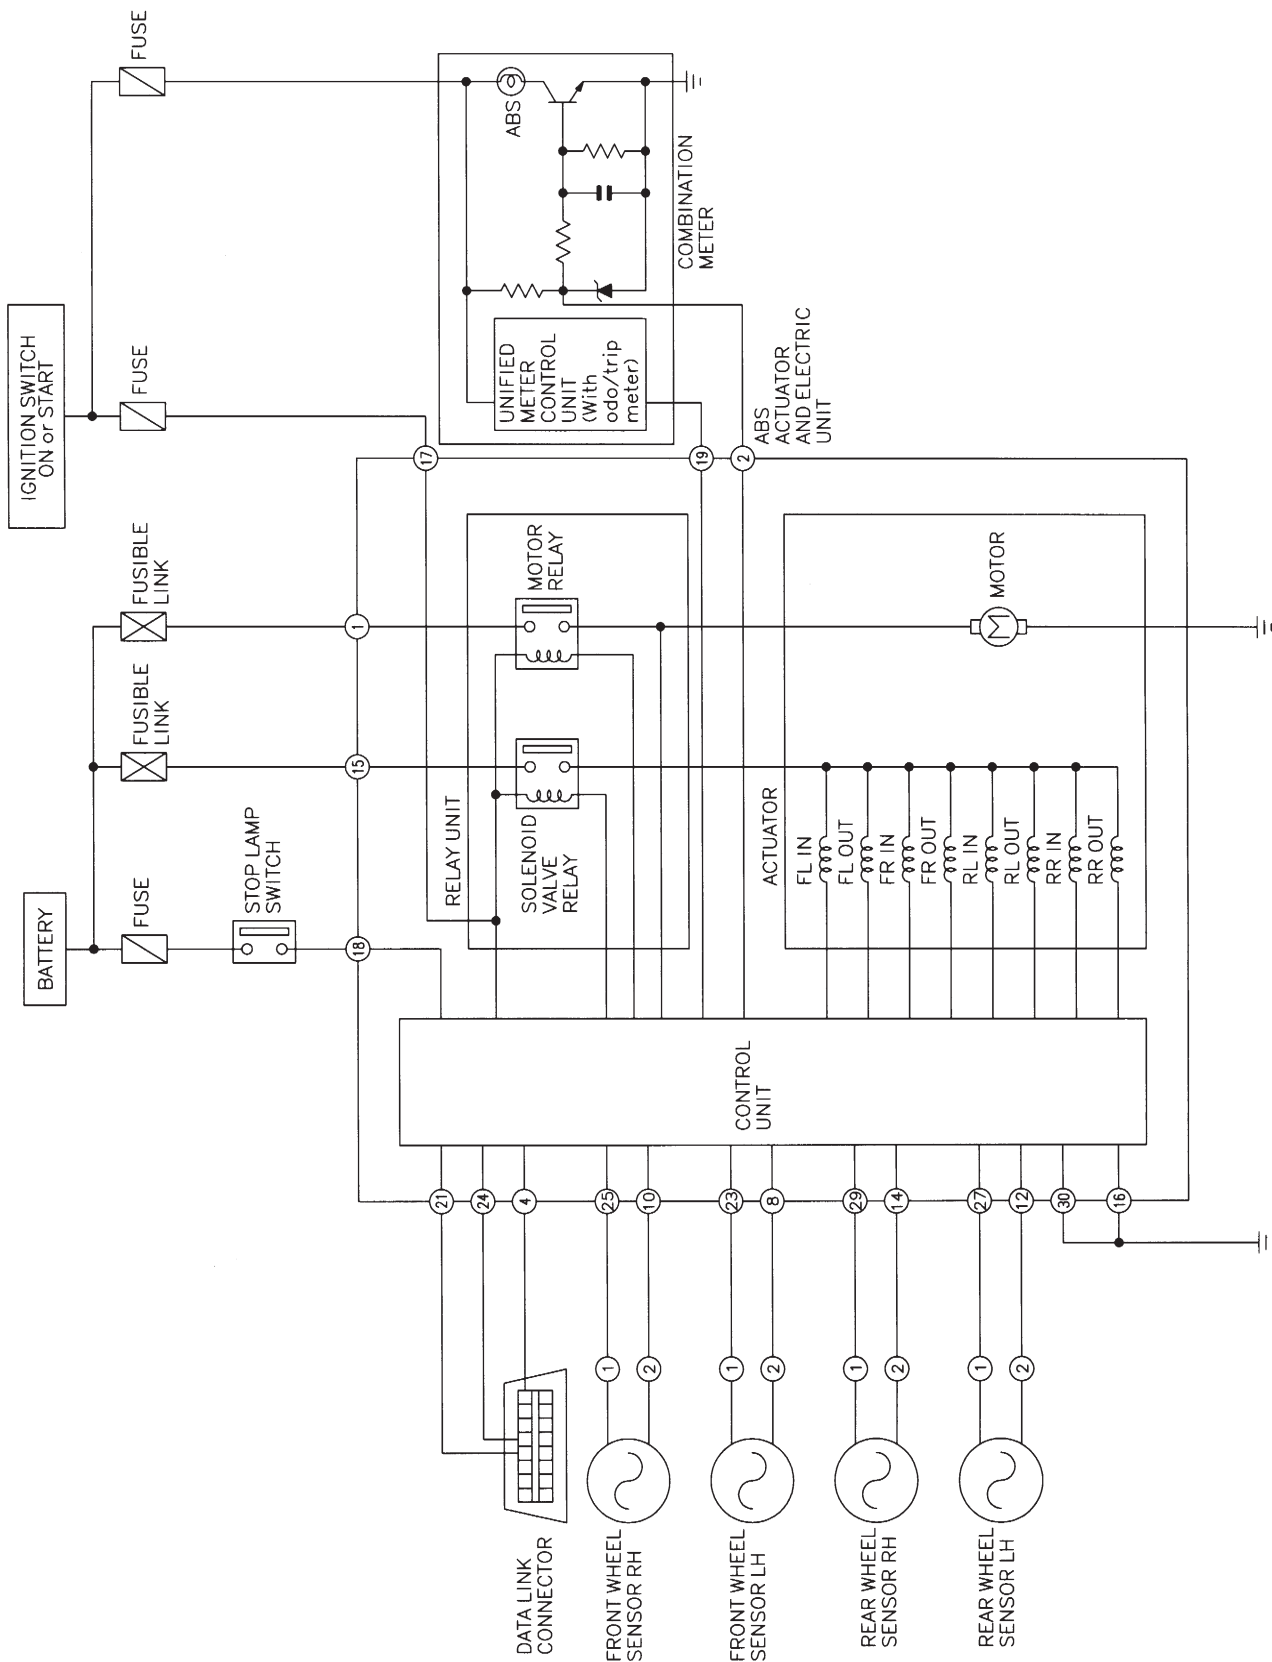 BATTERY
IGNITION SWITCH
ON or START
FUSE
STOP LAMP
SWITCH
FUSIBLE
LINK
FUSIBLE
LINK
FUSE
FUSE
18
15
1
17
RELAY UNIT
SOLENOID
VALVE
RELAY
MOTOR
RELAY
UNIFIED
METER
CONTROL
UNIT
(With
odo/trip
meter)
ABS
COMBINATION
METER
19
2
ABS
ACTUATOR
AND ELECTRIC
UNIT
ACTUATOR
FL IN
FL OUT
FR IN
FR OUT
RL IN
RL OUT
RR IN
RR OUT
MOTOR
M
CONTROL
UNIT
21
24
4
25
10
23
8
29
14
27
12
30
16
1
2
1
2
1
2
1
2
DATA LINK
CONNECTOR
FRONT WHEEL
SENSOR RH
FRONT WHEEL
SENSOR LH
REAR WHEEL
SENSOR RH
REAR WHEEL
SENSOR LH